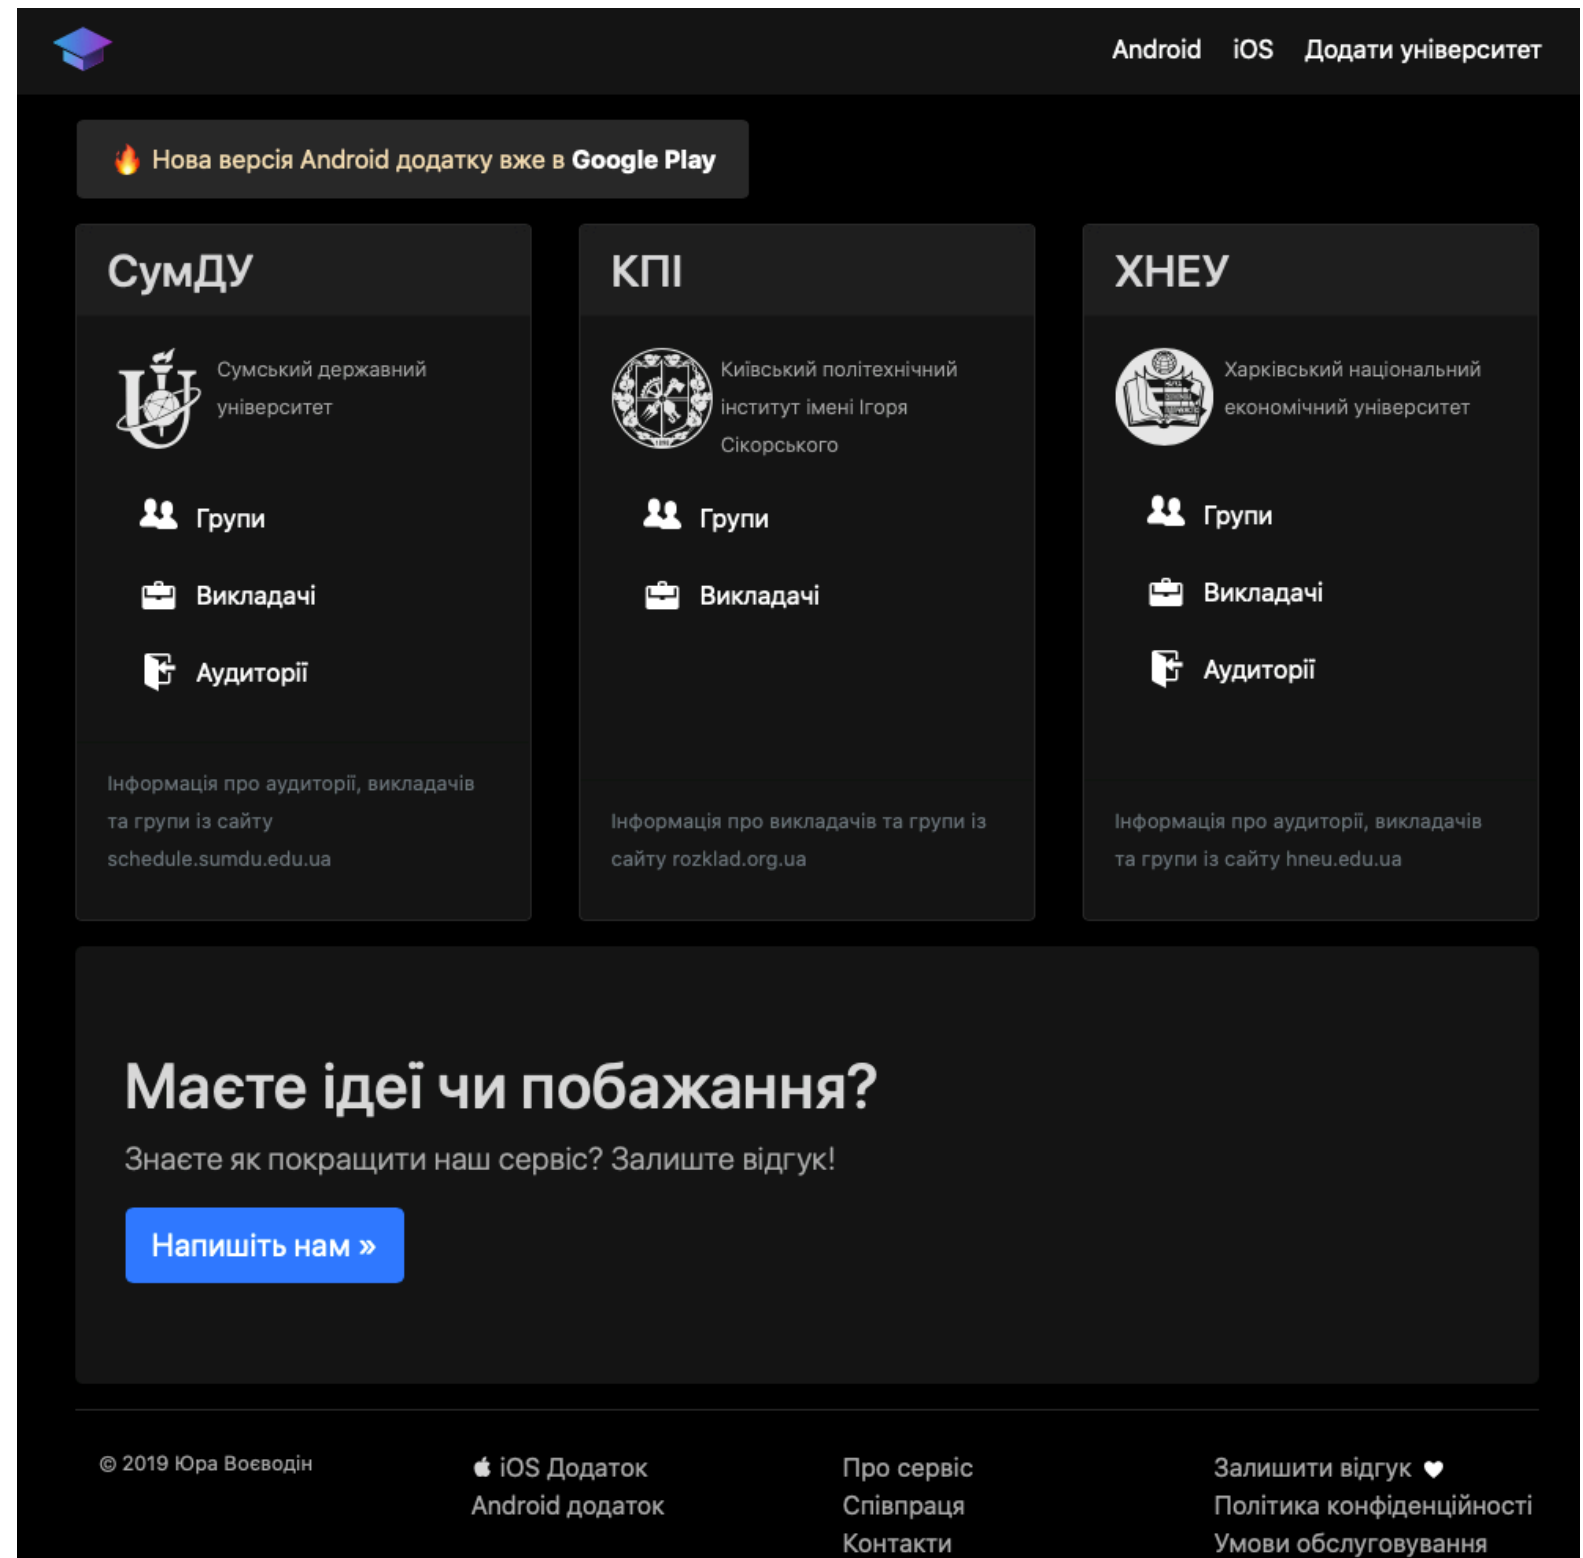 Android iOS Додати університет
🔥 Нова версія Android додатку вже в Google Play
СумДУ
Сумський державний
університет
Групи
Викладачі
Аудиторії
Інформація про аудиторії, викладачів
та групи із сайту
schedule.sumdu.edu.ua
КПІ
Київський політехнічний
інститут імені Ігоря
Сікорського
Групи
Викладачі
Інформація про викладачів та групи із
сайту rozklad.org.ua
ХНЕУ
Харківський національний
економічний університет
Групи
Викладачі
Аудиторії
Інформація про аудиторії, викладачів
та групи із сайту hneu.edu.ua
Маєте ідеї чи побажання?
Знаєте як покращити наш сервіс? Залиште відгук!
Напишіть нам »
© 2019 Юра Воєводін
iOS Додаток
Android додаток
Про сервіс
Співпраця
Контакти
Залишити відгук
Політика конфіденційності
Умови обслуговування